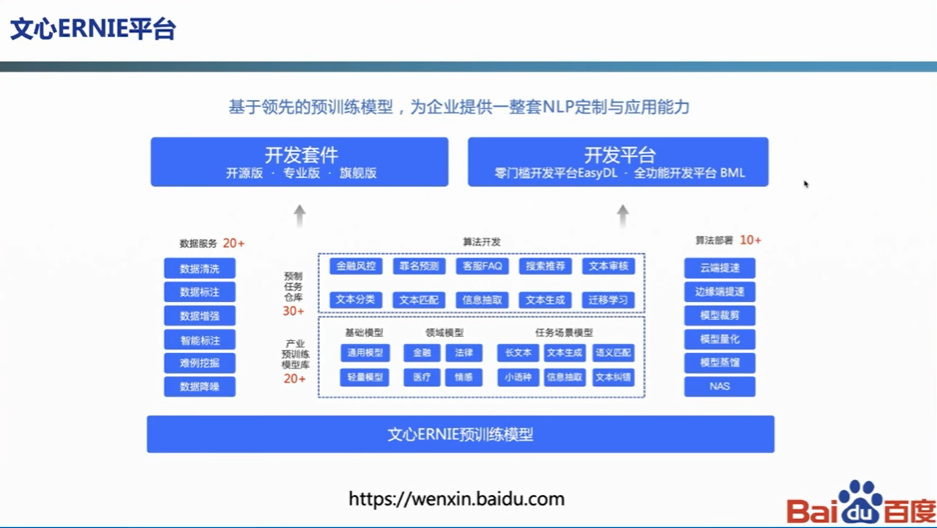 文心ERNIE平台
基于领先的预训练模型，为企业提供一整套NLP定制与应用能力
开发套件
开源版 · 专业版 · 旗舰版
开发平台
零门槛开发平台EasyDL · 全功能开发平台 BML
数据服务 20+
数据清洗
数据标注
数据增强
智能标注
难例挖掘
数据降噪
算法开发
预制
任务
仓库
30+
金融风控 罪名预测 客服FAQ 搜索推荐 文本审核
文本分类 文本匹配 信息抽取 文本生成 迁移学习
产业
预训练
模型库
20+
基础模型 领域模型 任务场景模型
通用模型 金融 法律 长文本 文本生成 语义匹配
轻量模型 医疗 情感 小语种 信息抽取 文本纠错
算法部署 10+
云端提速
边缘端提速
模型裁剪
模型量化
模型蒸馏
NAS
文心ERNIE预训练模型
https://wenxin.baidu.com
Bai du 百度